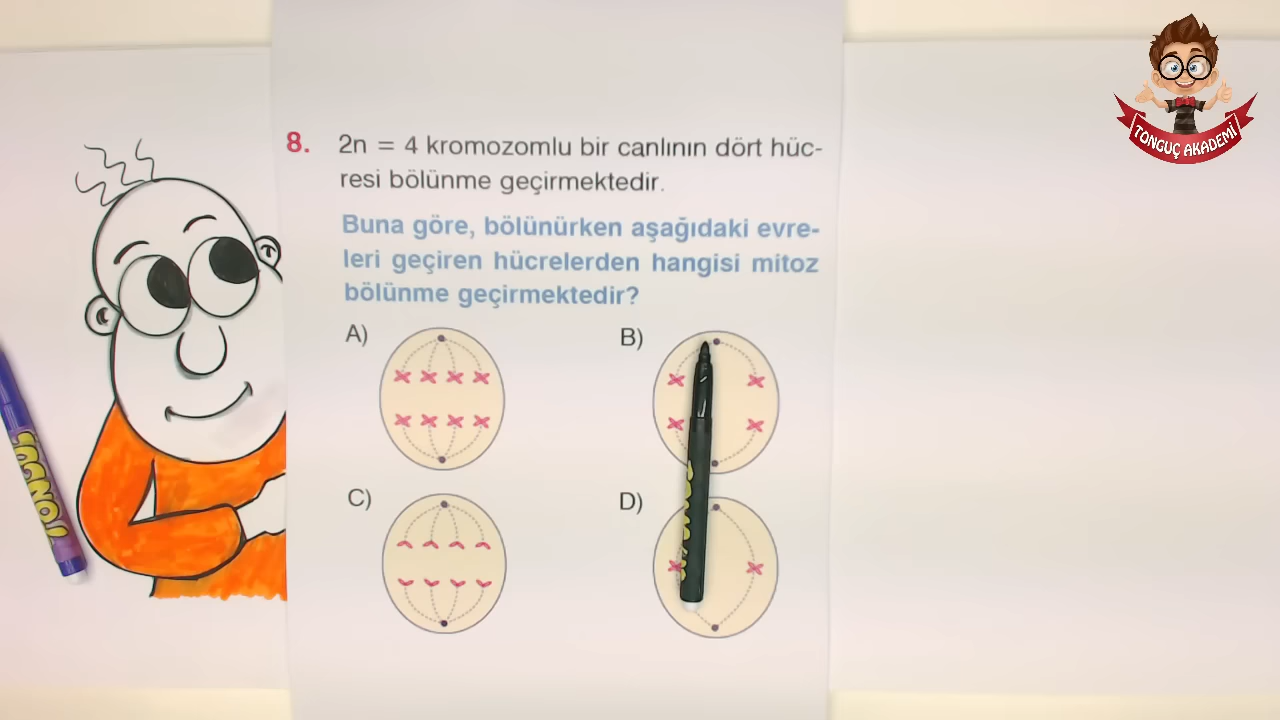 TONGUÇ AKADEMİ
8. 2n = 4 kromozomlu bir canlının dört hüc-
resi bölünme geçirmektedir.
Buna göre, bölünürken aşağıdaki evre-
leri geçiren hücrelerden hangisi mitoz
bölünme geçirmektedir?
A)
B)
C)
D)